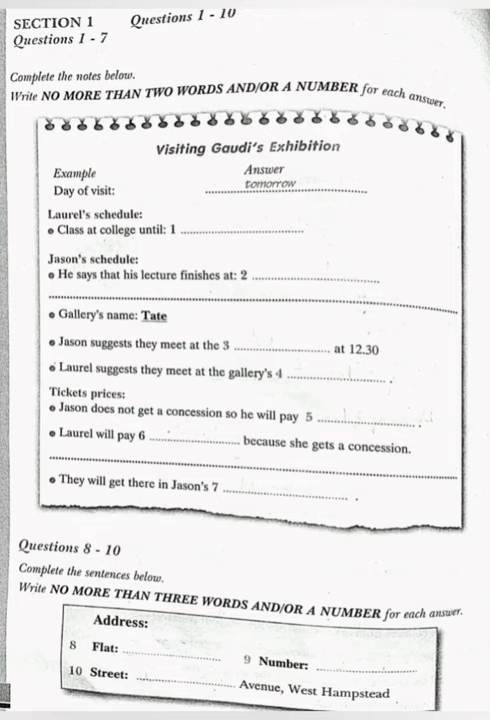 SECTION 1 Questions 1 - 10
Questions 1 - 7
Complete the notes below.
Write NO MORE THAN TWO WORDS AND/OR A NUMBER for each answer.
Visiting Gaudi's Exhibition
Example Answer
Day of visit: tomorrow
Laurel's schedule:
• Class at college until: 1 ..............................
Jason's schedule:
• He says that his lecture finishes at: 2 ..............................
• Gallery's name: Tate
• Jason suggests they meet at the 3 ........................ at 12.30
• Laurel suggests they meet at the gallery's 4 ........................ .
Tickets prices:
• Jason does not get a concession so he will pay 5 ........................ .
• Laurel will pay 6 ........................ because she gets a concession.
• They will get there in Jason's 7 .............................. .
Questions 8 - 10
Complete the sentences below.
Write NO MORE THAN THREE WORDS AND/OR A NUMBER for each answer.
Address:
8 Flat: ........................ 9 Number: ........................
10 Street: ........................ Avenue, West Hampstead